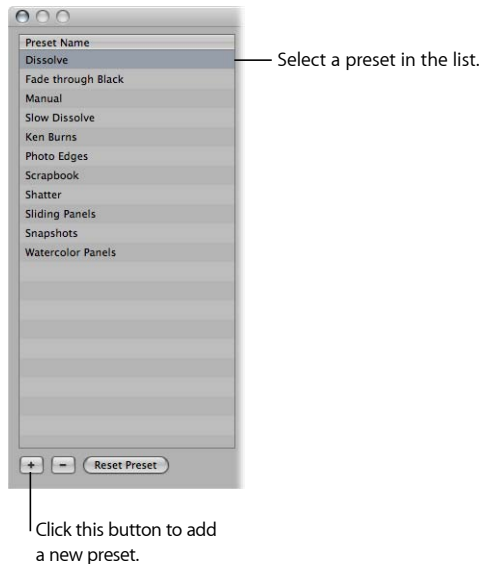 Preset Name
Dissolve
Select a preset in the list.
Fade through Black
Manual
Slow Dissolve
Ken Burns
Photo Edges
Scrapbook
Shatter
Sliding Panels
Snapshots
Watercolor Panels
+ - Reset Preset
Click this button to add
a new preset.